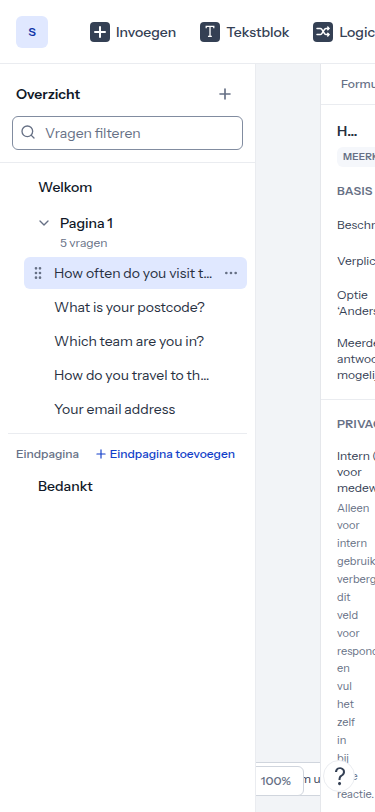 S
Invoegen
Tekstblok
Logic
Overzicht
Vragen filteren
Welkom
Pagina 1
5 vragen
How often do you visit t...
What is your postcode?
Which team are you in?
How do you travel to th...
Your email address
Eindpagina
Eindpagina toevoegen
Bedankt
100%
Formu
H...
MEERK
BASIS
Beschr
Verplic
Optie
'Anders
Meerde
antwoo
mogelij
PRIVAC
Intern (
voor
medew
Alleen
voor
intern
gebruik
verberg
dit
veld
voor
respond
en
vul
het
zelf
in
bij
reactie.
?